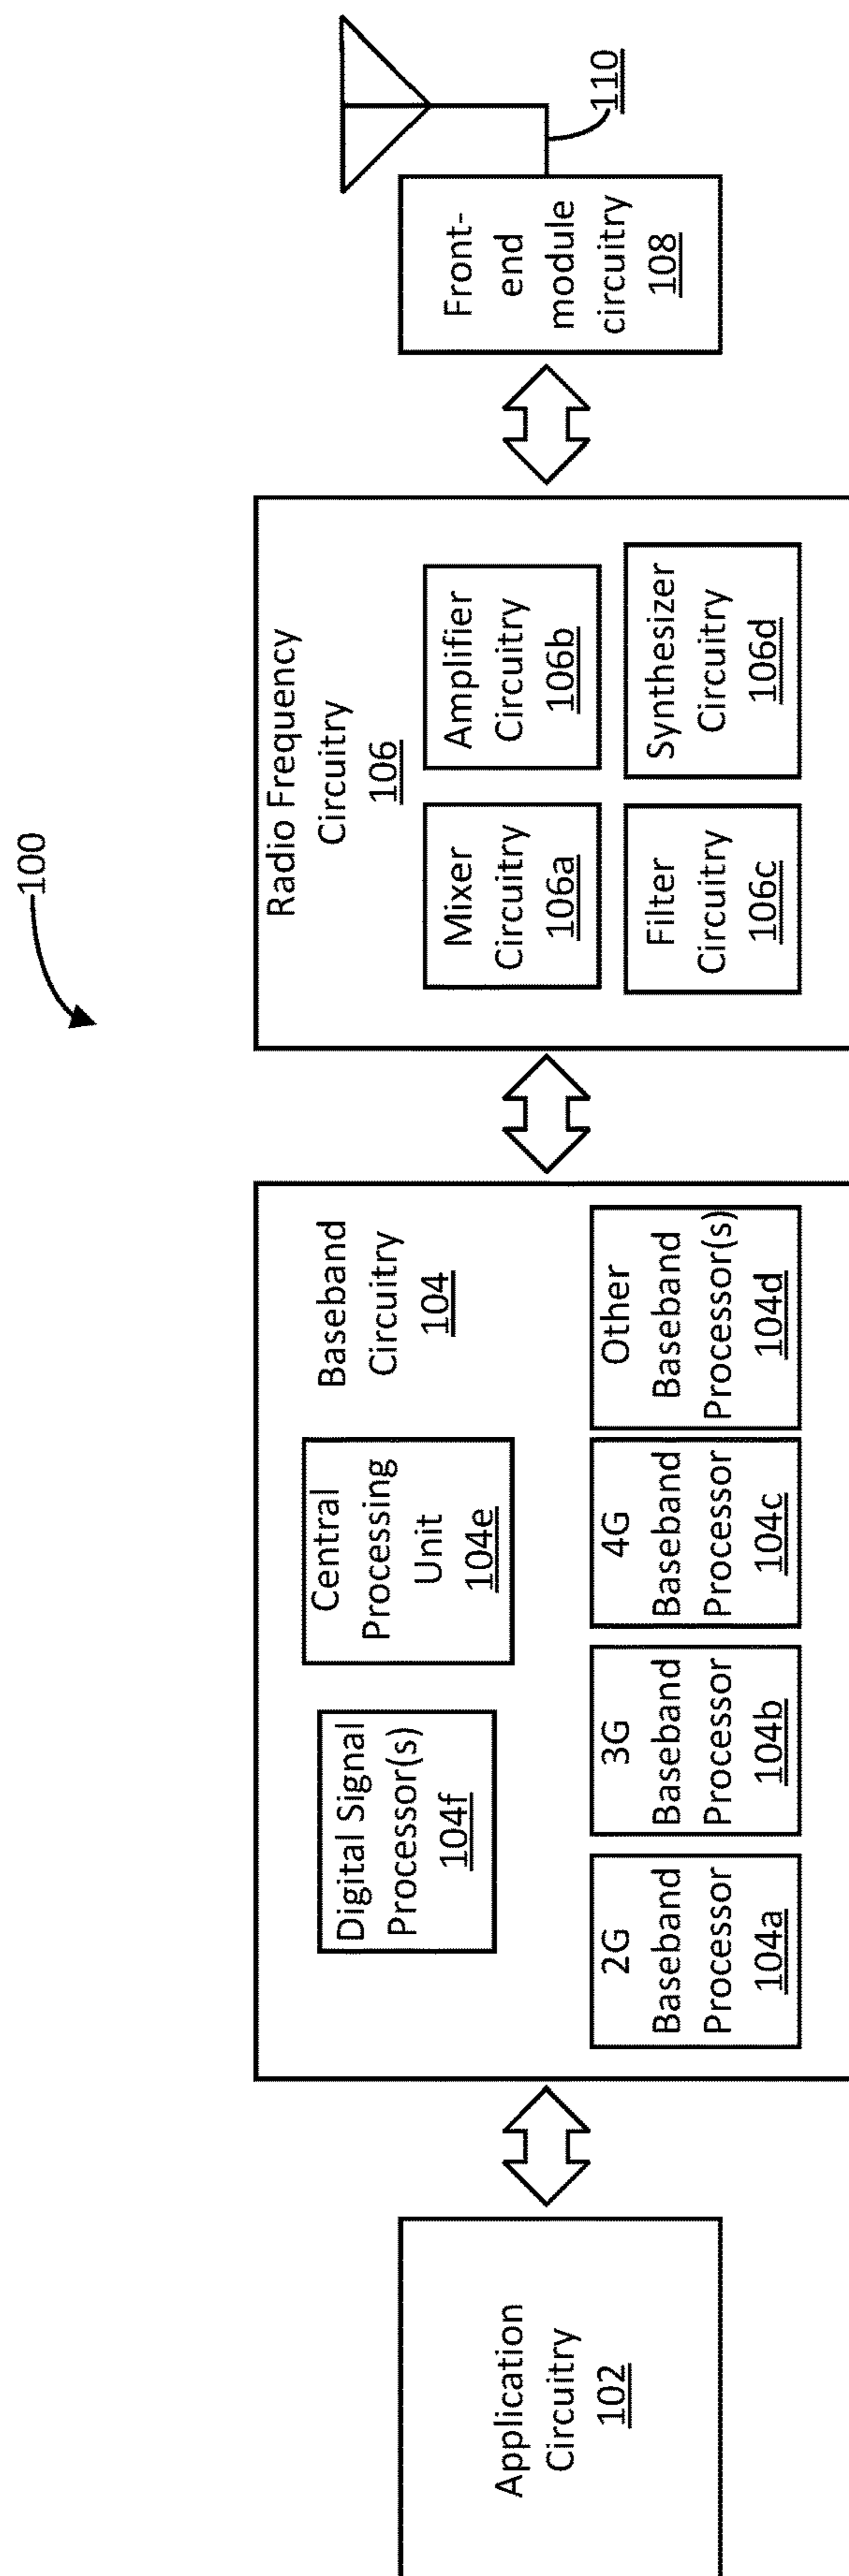 100
Application
Circuitry
102
Baseband
Circuitry
104
Digital Signal
Processor(s)
104f
Central
Processing
Unit
104e
2G
Baseband
Processor
104a
3G
Baseband
Processor
104b
4G
Baseband
Processor
104c
Other
Baseband
Processor(s)
104d
Radio Frequency
Circuitry
106
Mixer
Circuitry
106a
Amplifier
Circuitry
106b
Filter
Circuitry
106c
Synthesizer
Circuitry
106d
Front-
end
module
circuitry
108
110